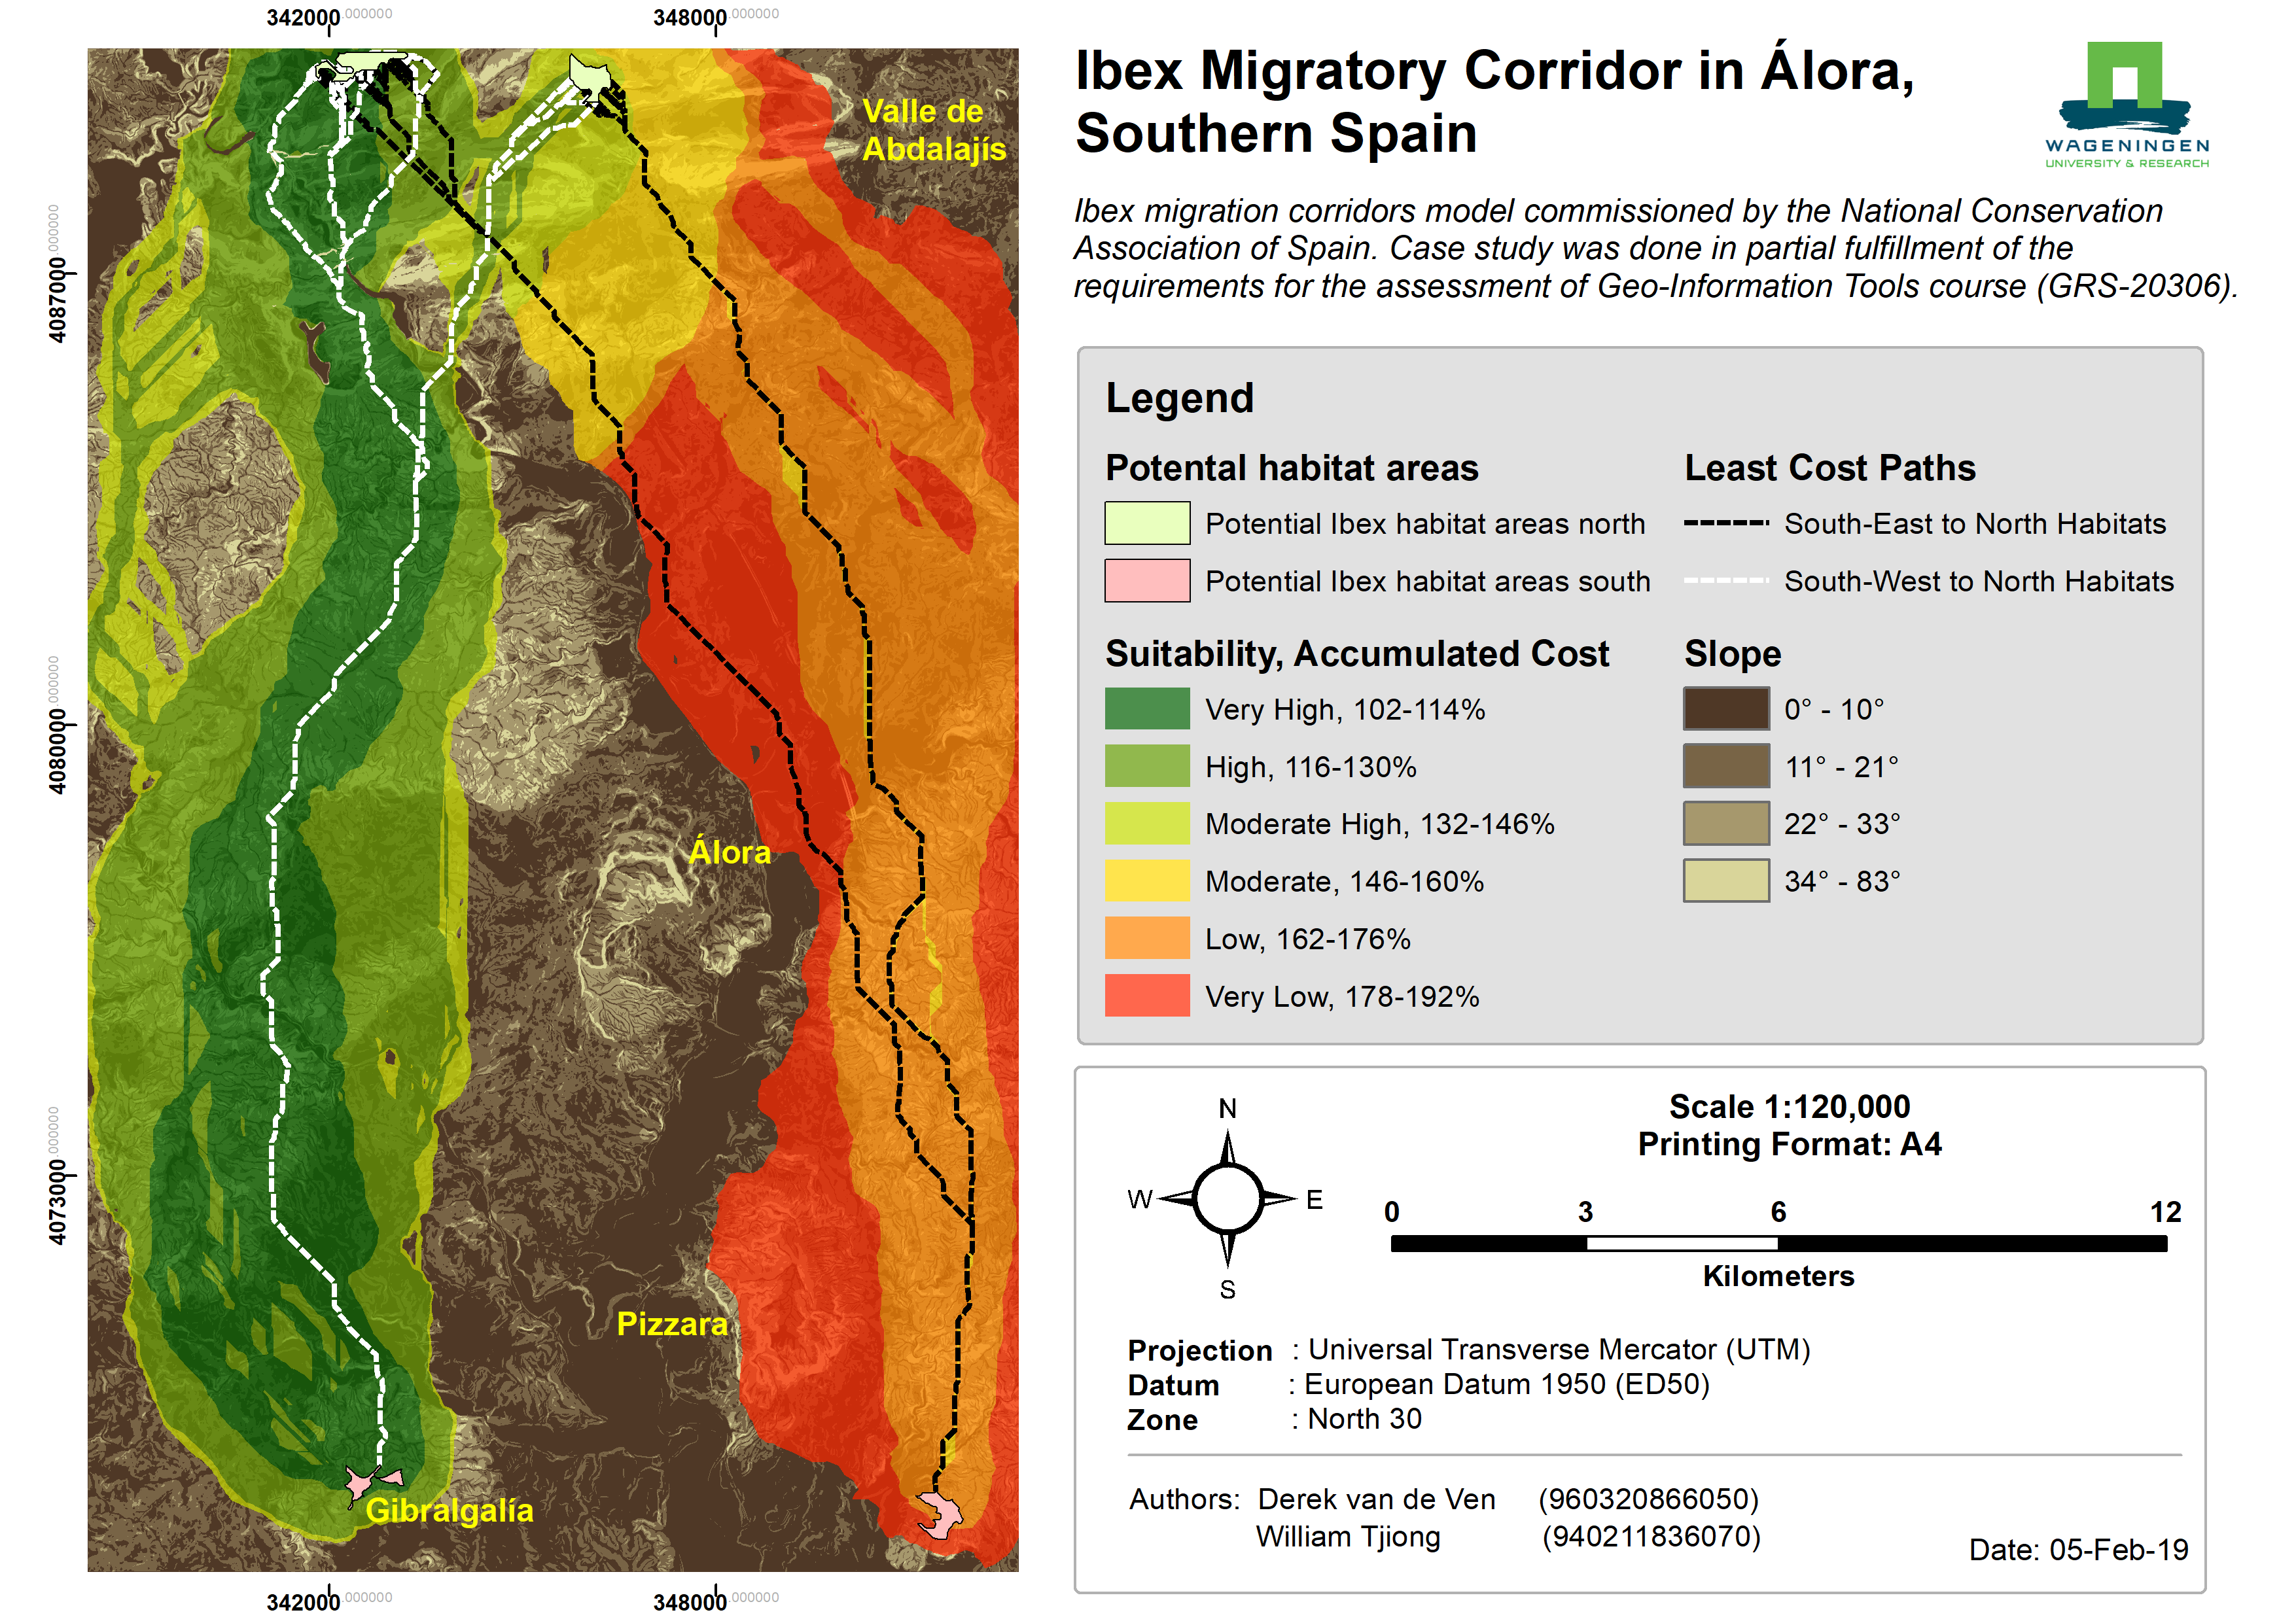 342000.000000
348000.000000
Ibex Migratory Corridor in Álora,
Southern Spain
WAGENINGEN
UNIVERSITY & RESEARCH
Ibex migration corridors model commissioned by the National Conservation
Association of Spain. Case study was done in partial fulfillment of the
requirements for the assessment of Geo-Information Tools course (GRS-20306).
Valle de
Abdalajís
4087000.000000
4080000.000000
4073000.000000
Álora
Pizzara
Gibralgalía
342000.000000
348000.000000
Legend
Potental habitat areas
Potential Ibex habitat areas north
Potential Ibex habitat areas south
Least Cost Paths
South-East to North Habitats
South-West to North Habitats
Suitability, Accumulated Cost
Very High, 102-114%
High, 116-130%
Moderate High, 132-146%
Moderate, 146-160%
Low, 162-176%
Very Low, 178-192%
Slope
0° - 10°
11° - 21°
22° - 33°
34° - 83°
N
W
E
S
Scale 1:120,000
Printing Format: A4
0 3 6 12
Kilometers
Projection : Universal Transverse Mercator (UTM)
Datum : European Datum 1950 (ED50)
Zone : North 30
Authors: Derek van de Ven (960320866050)
William Tjiong (940211836070)
Date: 05-Feb-19